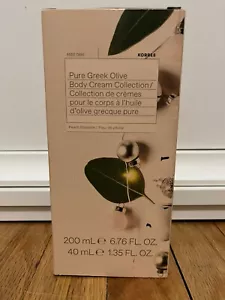 KORRES
Pure Greek Olive
Body Cream Collection/
Collection de crèmes
pour le corps à l'huile
d'olive grecque pure
200 mL ℮ 6.76 FL. OZ.
40 mL ℮ 1.35 FL. OZ.